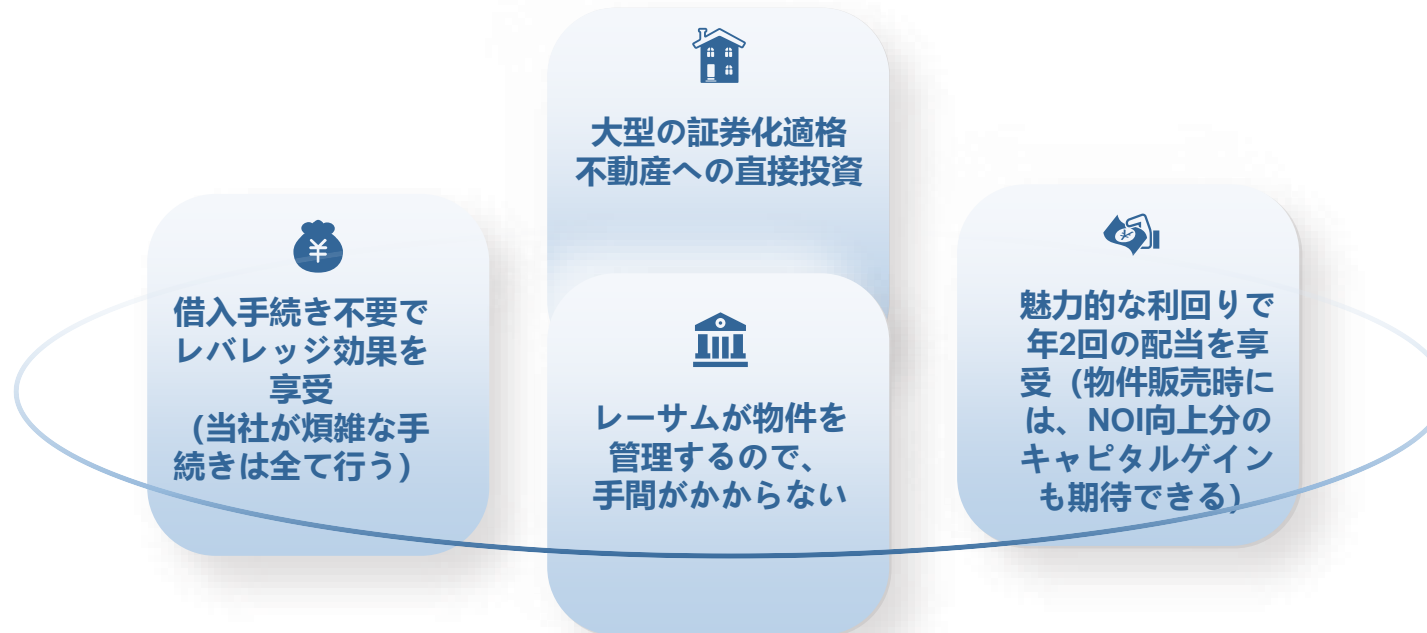 大型の証券化適格
不動産への直接投資
借入手続き不要で
レバレッジ効果を
享受
（当社が煩雑な手
続きは全て行う）
レーサムが物件を
管理するので、
手間がかからない
魅力的な利回りで
年2回の配当を享
受（物件販売時に
は、NOI向上分の
キャピタルゲイン
も期待できる）